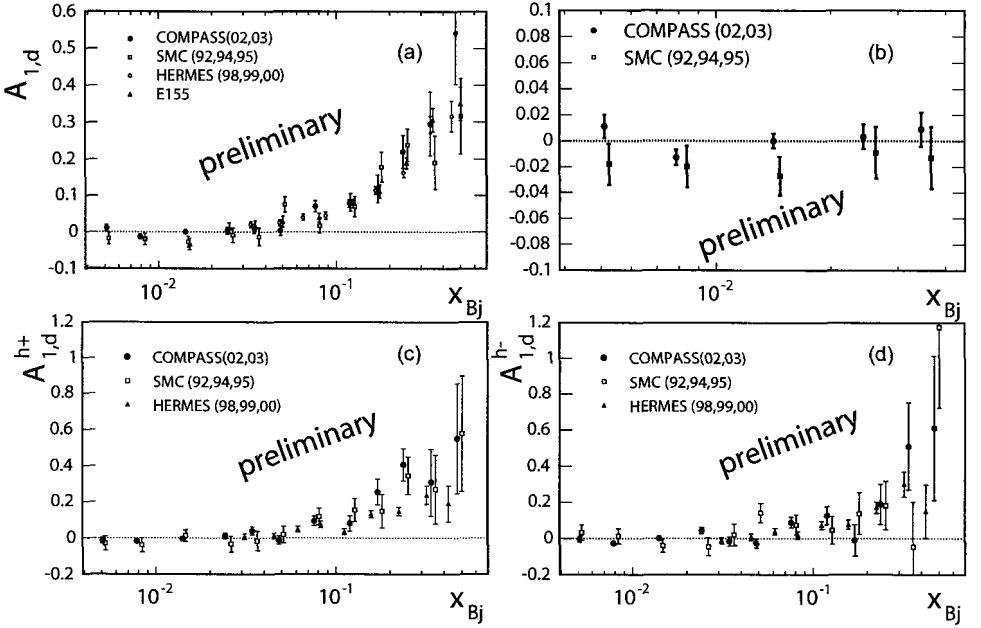 0.6
0.5
0.4
0.3
0.2
0.1
0
-0.1
A1,d
COMPASS(02,03)
SMC (92,94,95)
HERMES (98,99,00)
E155
(a)
preliminary
10-2
10-1
xBj
0.1
0.08
0.06
0.04
0.02
0
-0.02
-0.04
-0.06
-0.08
-0.1
COMPASS (02,03)
SMC (92,94,95)
(b)
preliminary
10-2
xBj
1.2
1
0.8
0.6
0.4
0.2
0
-0.2
A1,d h+
COMPASS(02,03)
SMC (92,94,95)
HERMES (98,99,00)
(c)
preliminary
10-2
10-1
xBj
1.2
1
0.8
0.6
0.4
0.2
0
-0.2
A1,d h-
COMPASS(02,03)
SMC (92,94,95)
HERMES (98,99,00)
(d)
preliminary
10-2
10-1
xBj